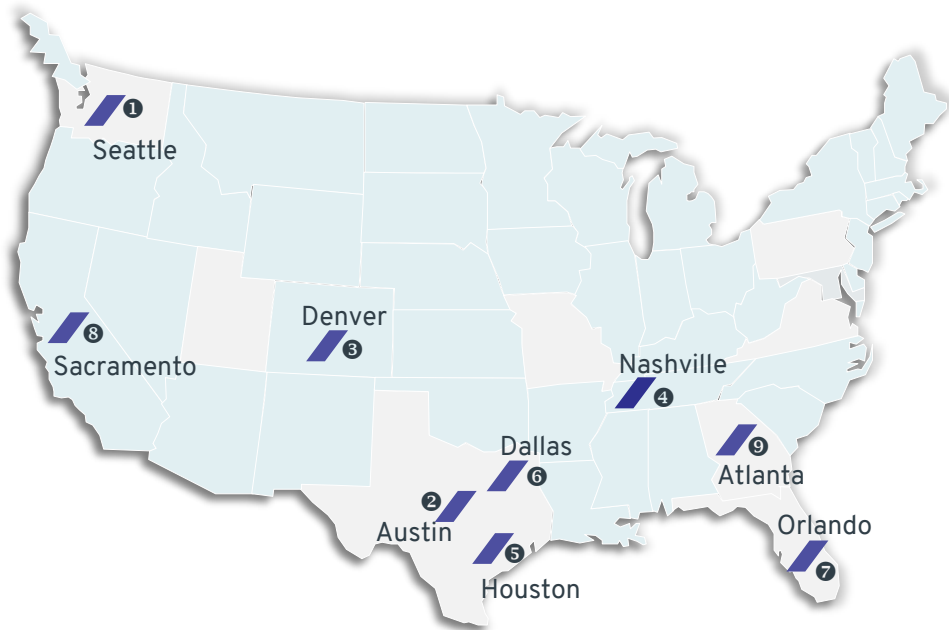 ❶
Seattle
Denver
❸
❽
Sacramento
Nashville
❹
Dallas
❻
❾
Atlanta
❷
Austin
Orlando
❺
❼
Houston